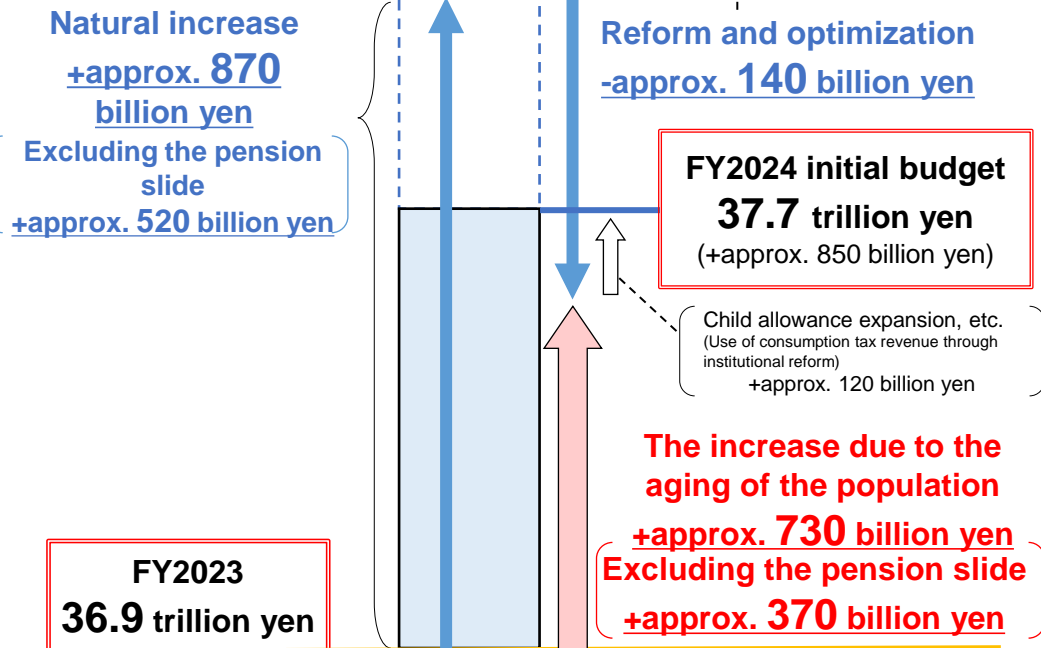 Natural increase
+approx. 870
billion yen
Excluding the pension
slide
+approx. 520 billion yen
Reform and optimization
-approx. 140 billion yen
FY2024 initial budget
37.7 trillion yen
(+approx. 850 billion yen)
Child allowance expansion, etc.
(Use of consumption tax revenue through
institutional reform)
+approx. 120 billion yen
The increase due to the
aging of the population
+approx. 730 billion yen
Excluding the pension slide
+approx. 370 billion yen
FY2023
36.9 trillion yen